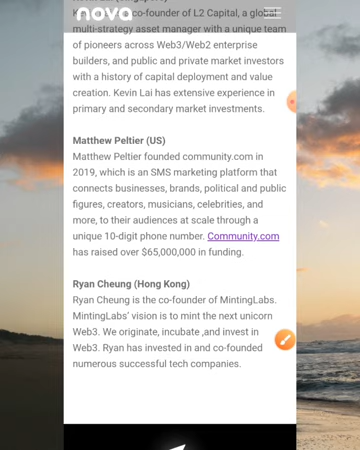 nova
co-founder of L2 Capital, a global
multi-strategy asset manager with a unique team
of pioneers across Web3/Web2 enterprise
builders, and public and private market investors
with a history of capital deployment and value
creation. Kevin Lai has extensive experience in
primary and secondary market investments.
Matthew Peltier (US)
Matthew Peltier founded community.com in
2019, which is an SMS marketing platform that
connects businesses, brands, political and public
figures, creators, musicians, celebrities, and
more, to their audiences at scale through a
unique 10-digit phone number. Community.com
has raised over $65,000,000 in funding.
Ryan Cheung (Hong Kong)
Ryan Cheung is the co-founder of MintingLabs.
MintingLabs’ vision is to mint the next unicorn
Web3. We originate, incubate ,and invest in
Web3. Ryan has invested in and co-founded
numerous successful tech companies.